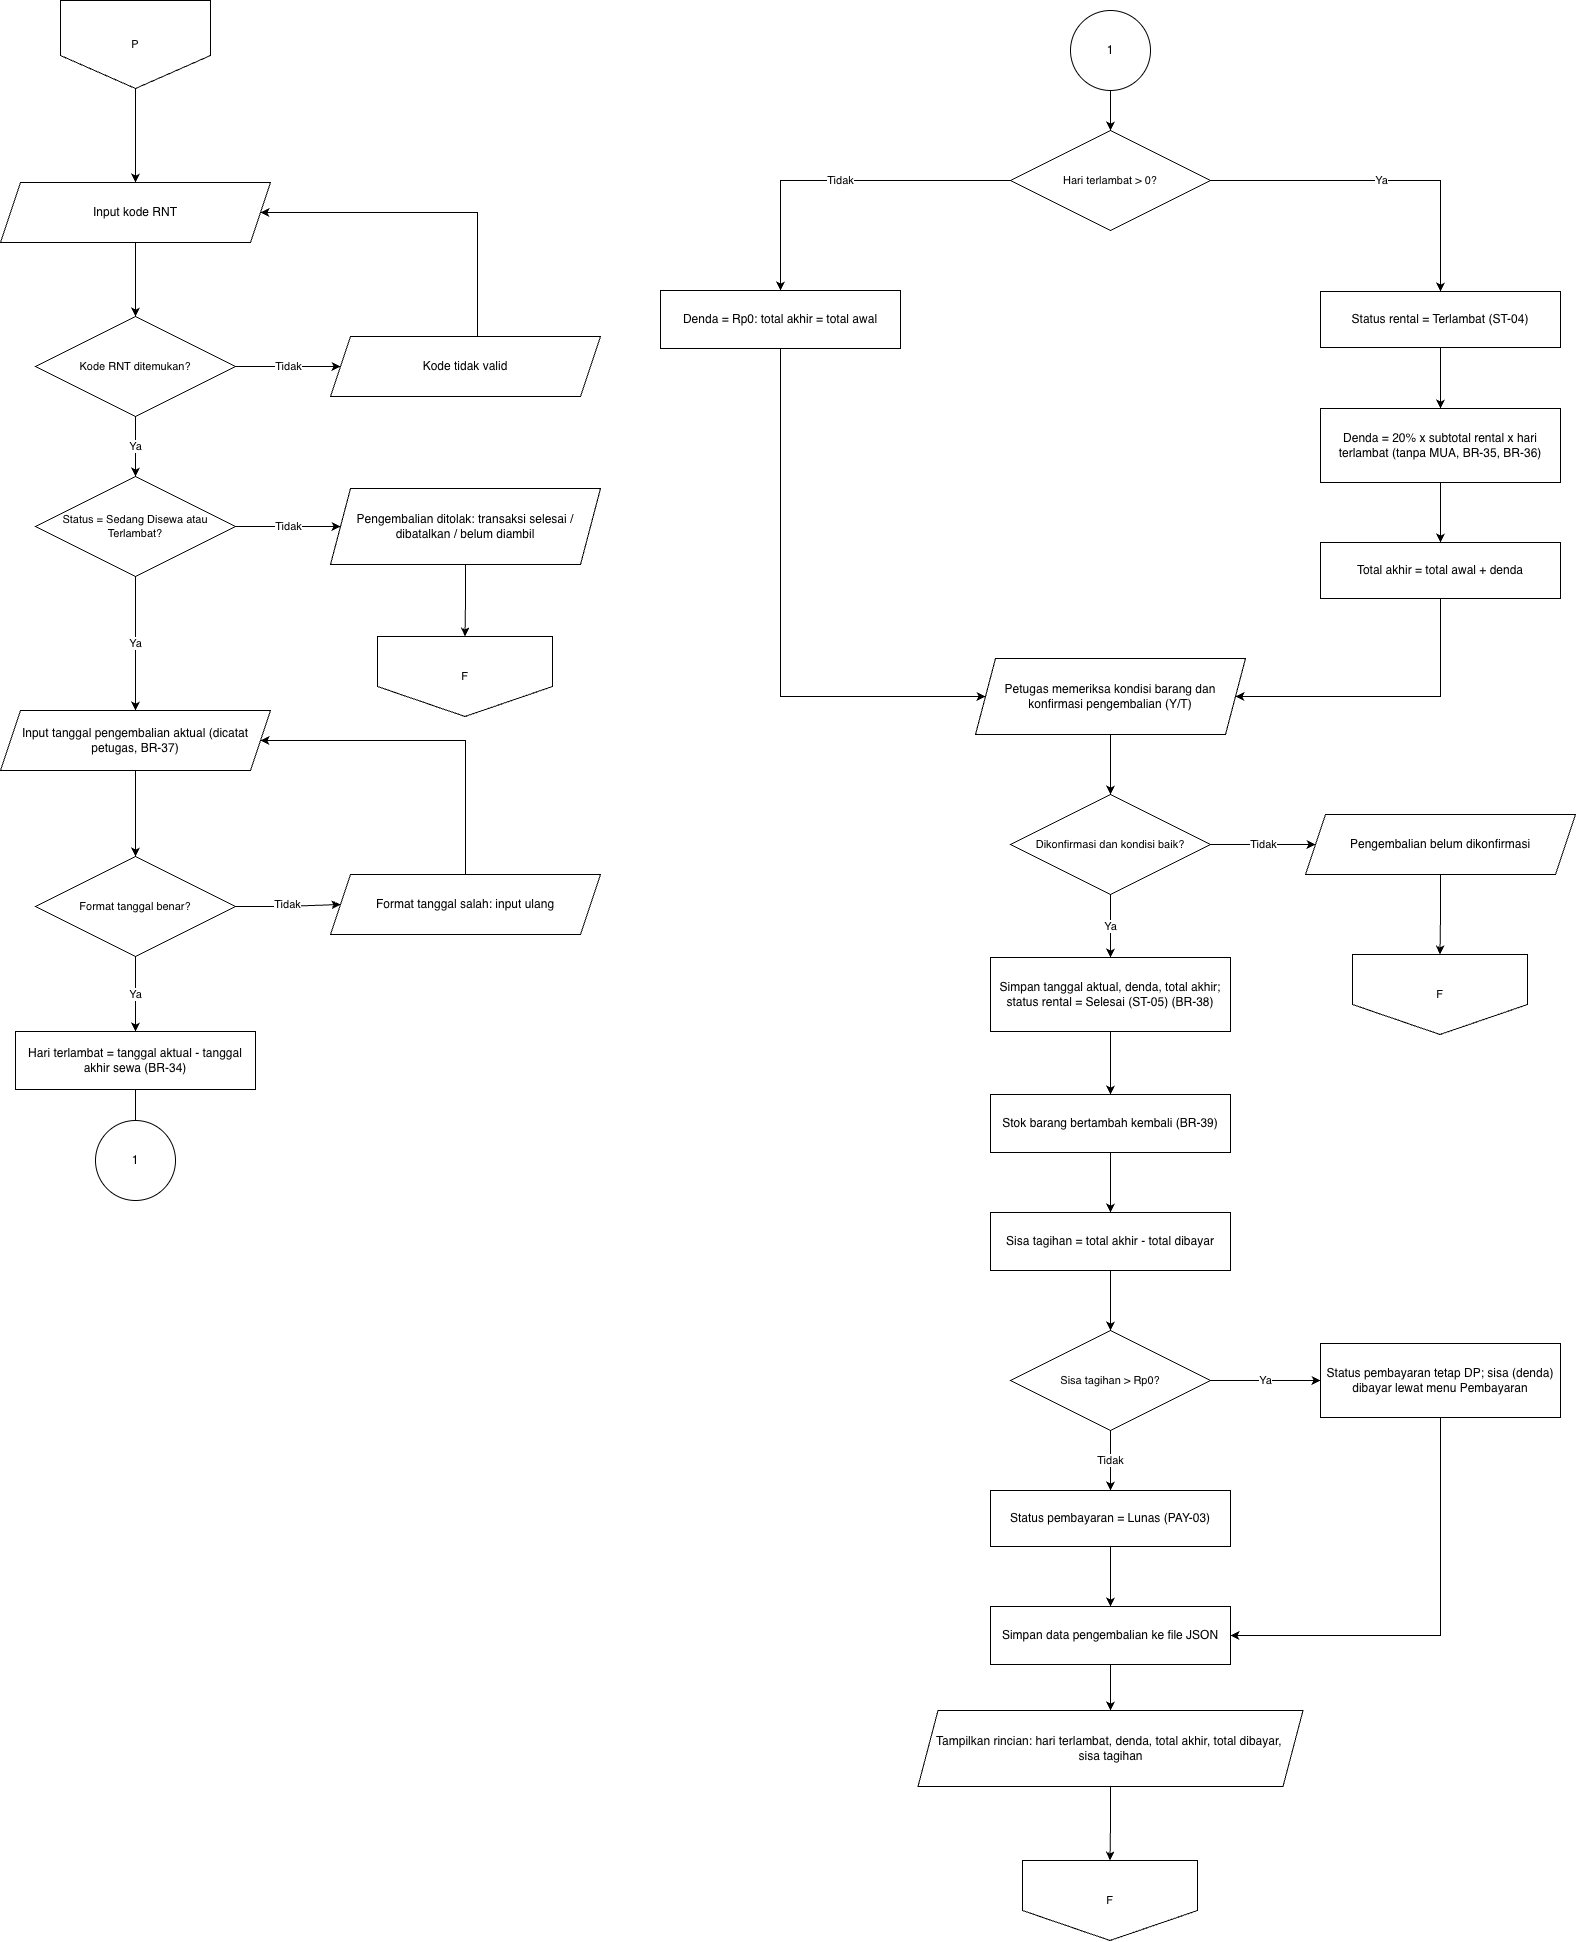 P
Input kode RNT
Kode RNT ditemukan?
Tidak
Kode tidak valid
Ya
Status = Sedang Disewa atau
Terlambat?
Tidak
Pengembalian ditolak: transaksi selesai /
dibatalkan / belum diambil
F
Ya
Input tanggal pengembalian aktual (dicatat
petugas, BR-37)
Format tanggal benar?
Tidak
Format tanggal salah: input ulang
Ya
Hari terlambat = tanggal aktual - tanggal
akhir sewa (BR-34)
1
1
Hari terlambat > 0?
Tidak
Ya
Denda = Rp0: total akhir = total awal
Status rental = Terlambat (ST-04)
Denda = 20% x subtotal rental x hari
terlambat (tanpa MUA, BR-35, BR-36)
Total akhir = total awal + denda
Petugas memeriksa kondisi barang dan
konfirmasi pengembalian (Y/T)
Dikonfirmasi dan kondisi baik?
Tidak
Pengembalian belum dikonfirmasi
F
Ya
Simpan tanggal aktual, denda, total akhir;
status rental = Selesai (ST-05) (BR-38)
Stok barang bertambah kembali (BR-39)
Sisa tagihan = total akhir - total dibayar
Sisa tagihan > Rp0?
Ya
Status pembayaran tetap DP; sisa (denda)
dibayar lewat menu Pembayaran
Tidak
Status pembayaran = Lunas (PAY-03)
Simpan data pengembalian ke file JSON
Tampilkan rincian: hari terlambat, denda, total akhir, total dibayar,
sisa tagihan
F